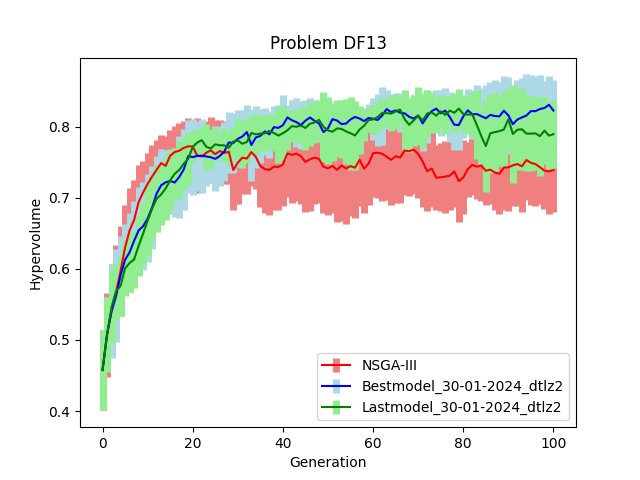 Problem DF13
Hypervolume
0.8
0.7
0.6
0.5
0.4
0 20 40 60 80 100
Generation
NSGA-III
Bestmodel_30-01-2024_dtlz2
Lastmodel_30-01-2024_dtlz2